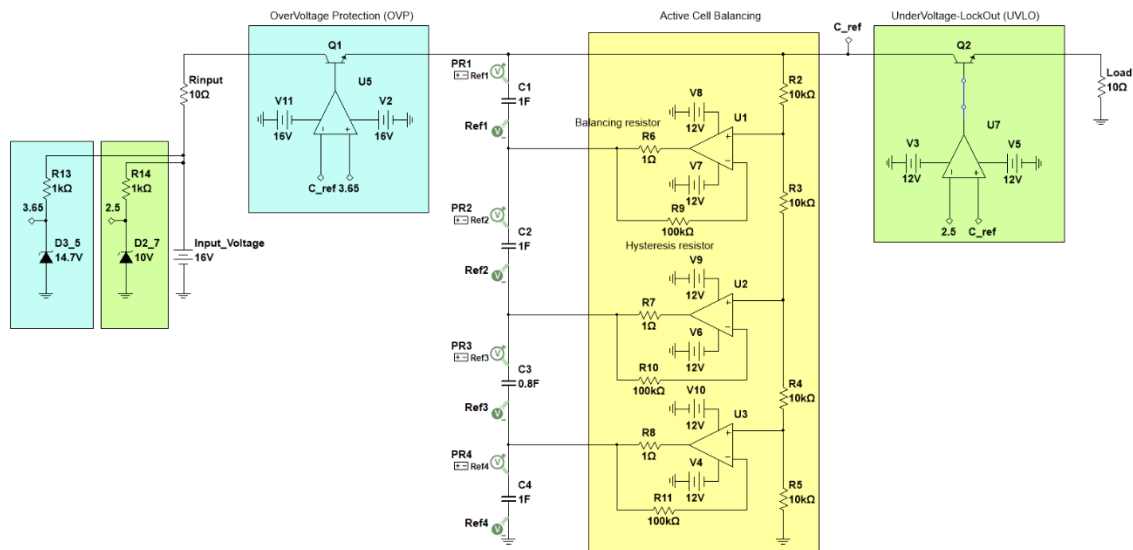 OverVoltage Protection (OVP)
Active Cell Balancing
UnderVoltage-LockOut (UVLO)
C_ref
Q1
Q2
PR1
Ref1
V
Rinput
10Ω
U5
C1
1F
V8
12V
R2
10kΩ
Load
10Ω
V11
16V
V2
16V
Ref1
V
Balancing resistor
R6
1Ω
U1
U7
C_ref 3.65
V7
12V
V3
12V
V5
12V
R13
1kΩ
R14
1kΩ
R9
100kΩ
R3
10kΩ
3.65
2.5
PR2
Ref2
V
2.5
C_ref
D3_5
14.7V
D2_7
10V
Input_Voltage
16V
C2
1F
Hysteresis resistor
Ref2
V
V9
12V
U2
R7
1Ω
V6
12V
PR3
Ref3
V
R10
100kΩ
C3
0.8F
V10
12V
R4
10kΩ
Ref3
V
R8
1Ω
U3
PR4
Ref4
V
V4
12V
C4
1F
R11
100kΩ
R5
10kΩ
Ref4
V